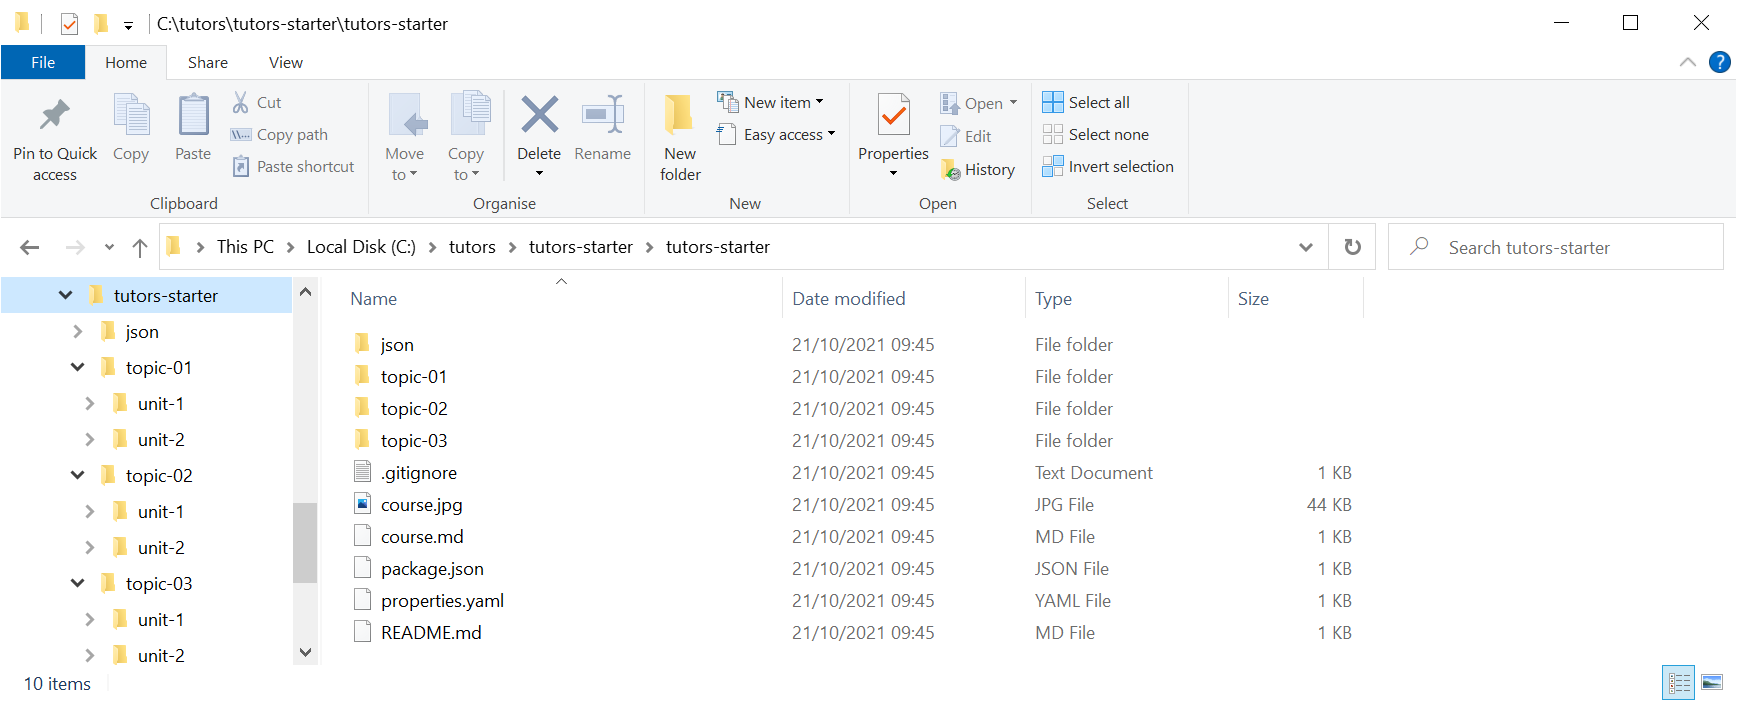 C:\tutors\tutors-starter\tutors-starter
File Home Share View
Pin to Quick access
Copy
Paste
Cut
Copy path
Paste shortcut
Clipboard
Move to
Copy to
Delete
Rename
Organise
New folder
New item
Easy access
New
Properties
Open
Edit
History
Open
Select all
Select none
Invert selection
Select
This PC > Local Disk (C:) > tutors > tutors-starter > tutors-starter
Search tutors-starter
tutors-starter
json
topic-01
unit-1
unit-2
topic-02
unit-1
unit-2
topic-03
unit-1
unit-2
Name Date modified Type Size
json 21/10/2021 09:45 File folder
topic-01 21/10/2021 09:45 File folder
topic-02 21/10/2021 09:45 File folder
topic-03 21/10/2021 09:45 File folder
.gitignore 21/10/2021 09:45 Text Document 1 KB
course.jpg 21/10/2021 09:45 JPG File 44 KB
course.md 21/10/2021 09:45 MD File 1 KB
package.json 21/10/2021 09:45 JSON File 1 KB
properties.yaml 21/10/2021 09:45 YAML File 1 KB
README.md 21/10/2021 09:45 MD File 1 KB
10 items